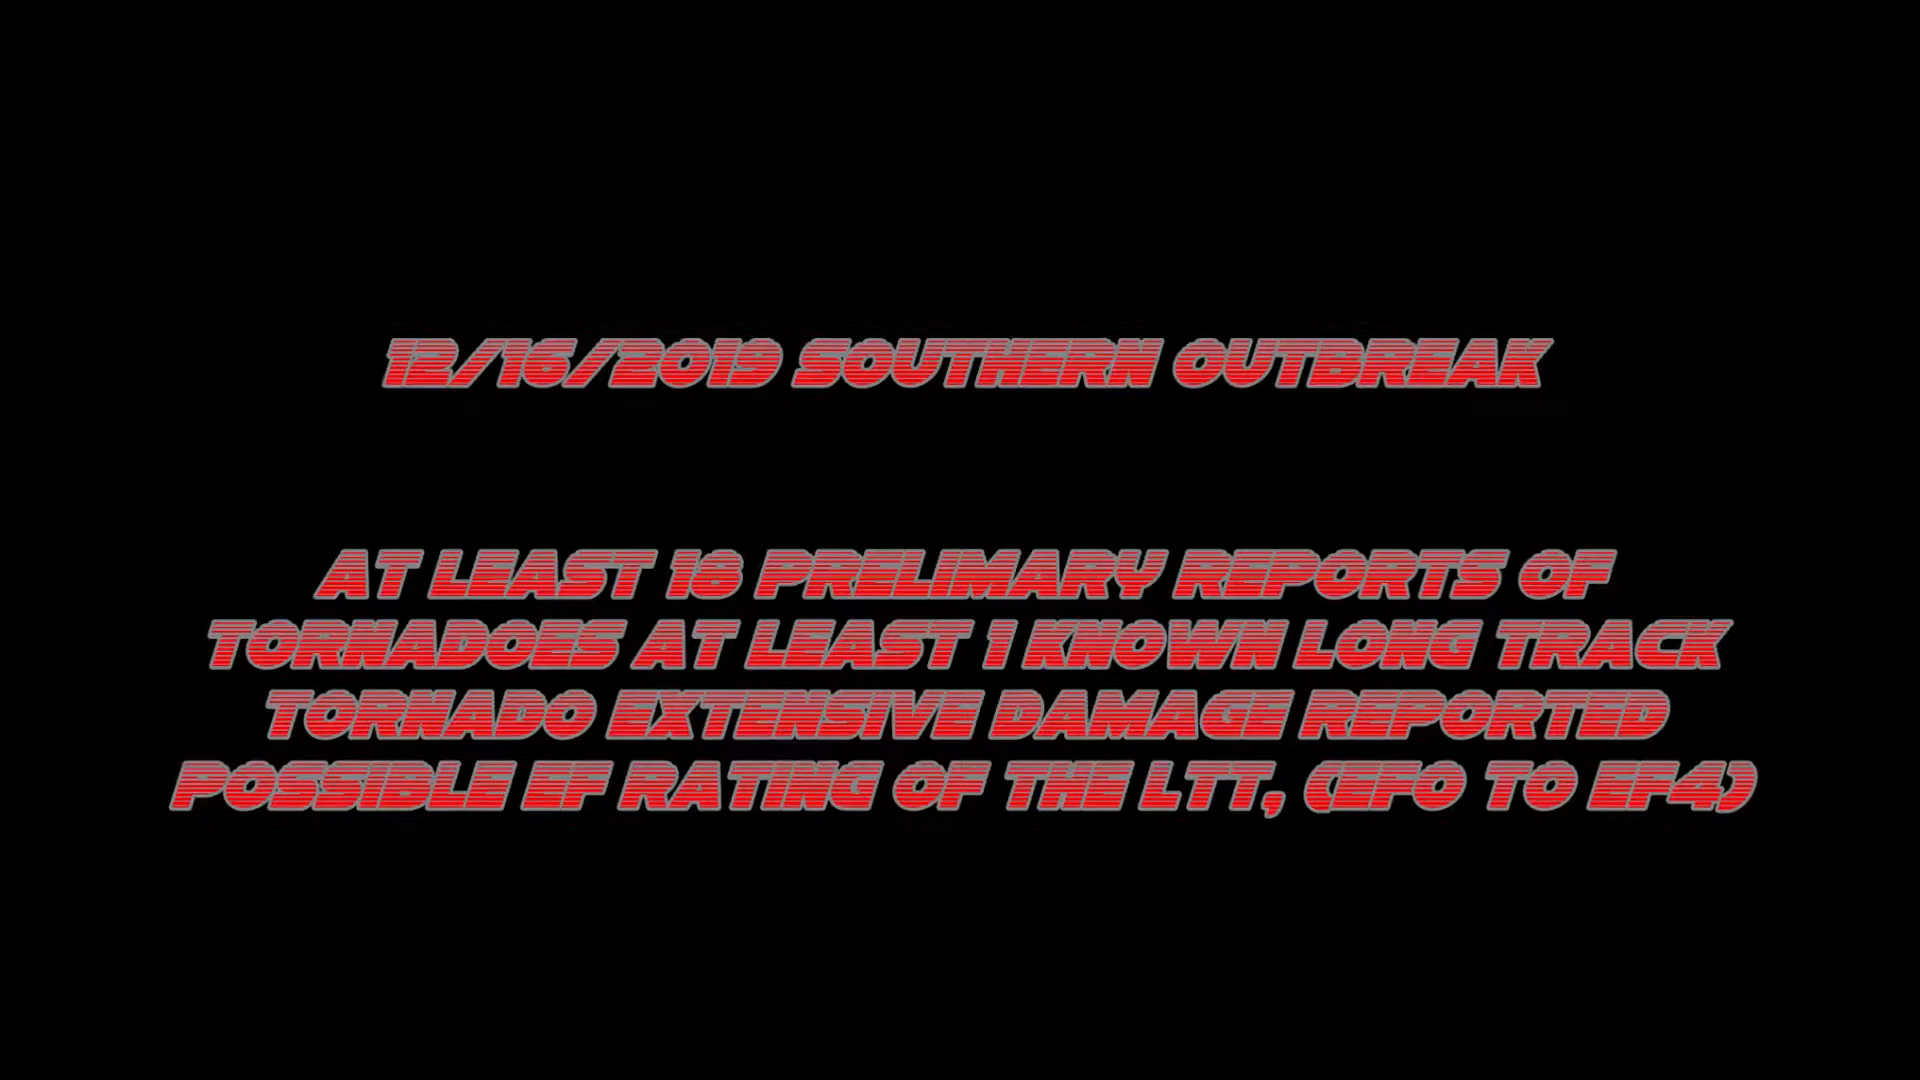 12/16/2019 SOUTHERN OUTBREAK
AT LEAST 18 PRELIMARY REPORTS OF
TORNADOES AT LEAST 1 KNOWN LONG TRACK
TORNADO EXTENSIVE DAMAGE REPORTED
POSSIBLE EF RATING OF THE LTT, (EF0 TO EF4)